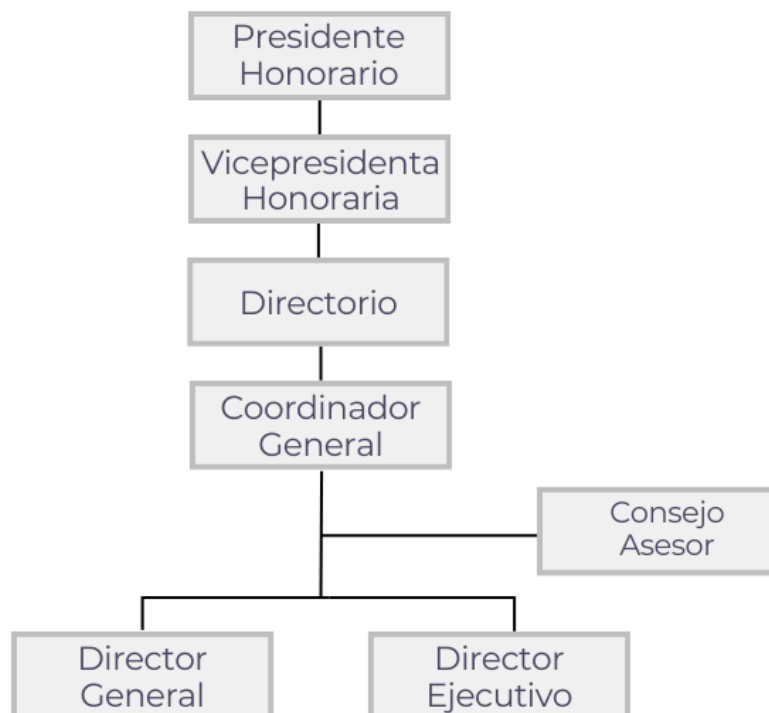 Presidente
Honorario
Vicepresidenta
Honoraria
Directorio
Coordinador
General
Consejo
Asesor
Director
General
Director
Ejecutivo